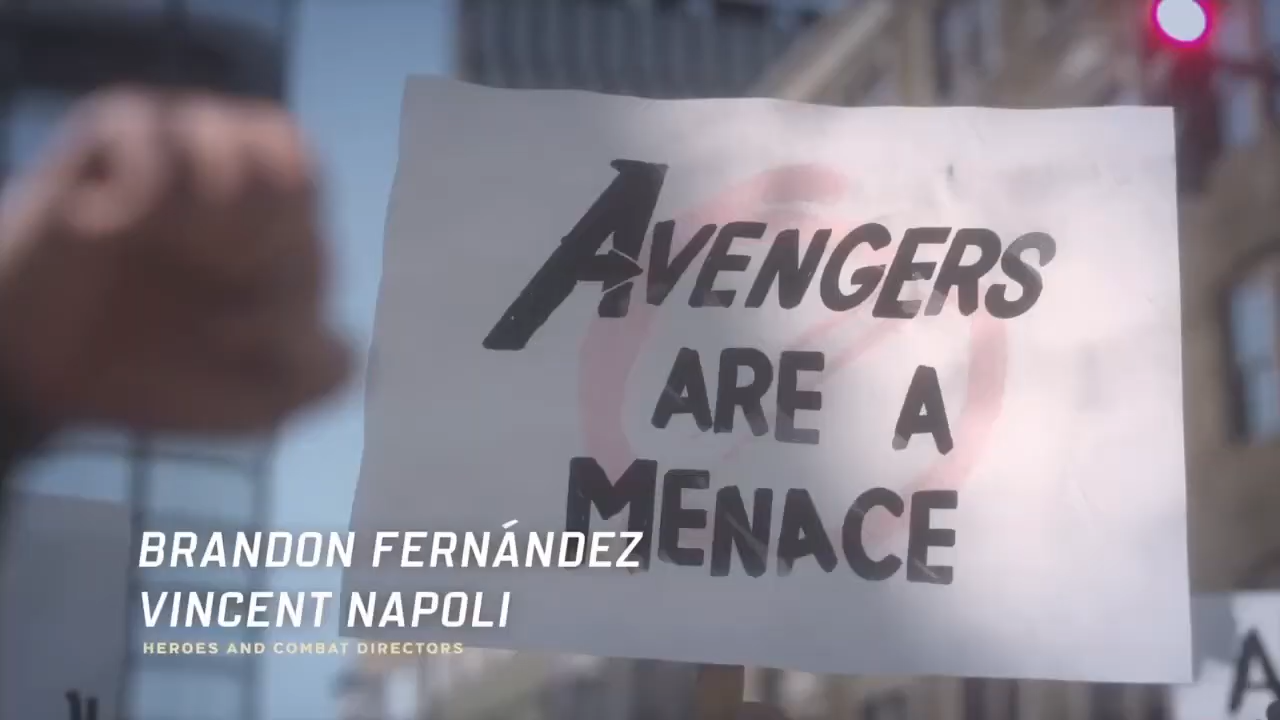 AVENGERS
ARE A
MENACE
BRANDON FERNÁNDEZ
VINCENT NAPOLI
HEROES AND COMBAT DIRECTORS
A